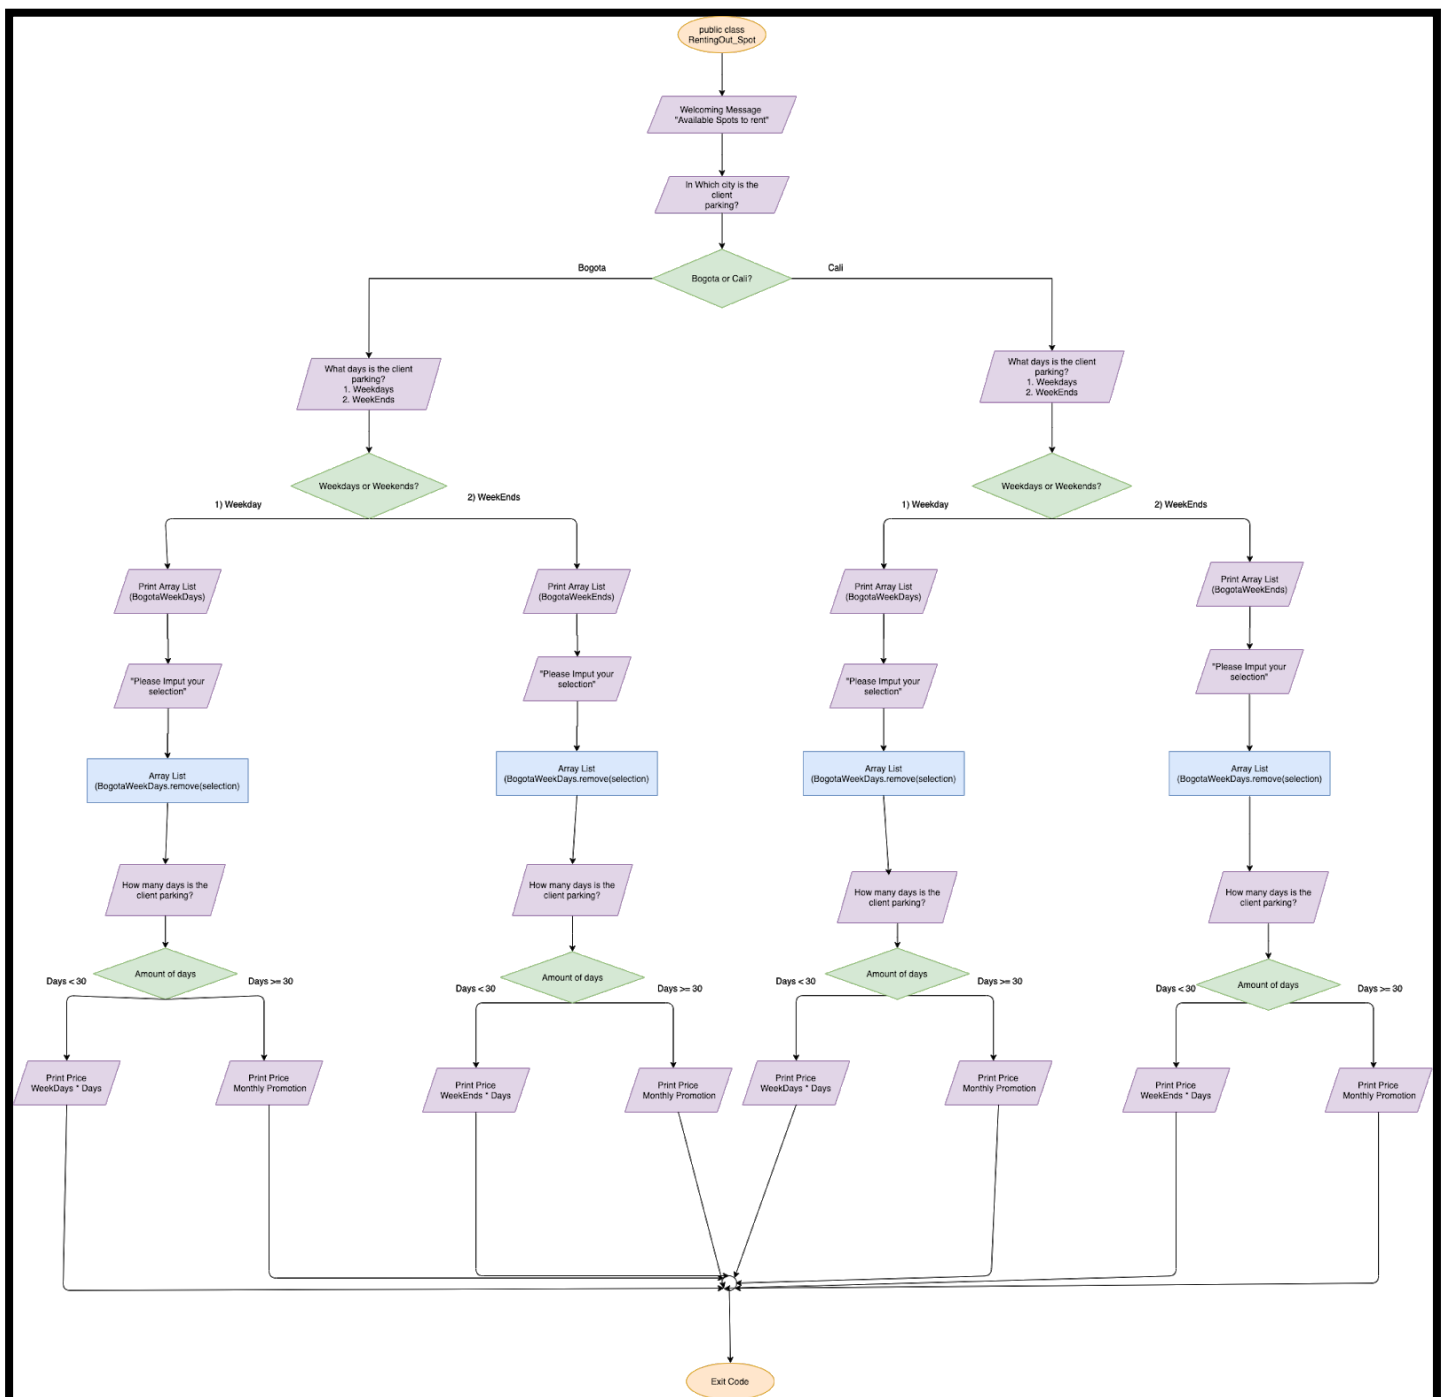 public class
RentingOut_Spot
Welcoming Message
"Available Spots to rent"
In Which city is the
client
parking?
Bogota or Cali?
Bogota
Cali
What days is the client
parking?
1. Weekdays
2. WeekEnds
What days is the client
parking?
1. Weekdays
2. WeekEnds
Weekdays or Weekends?
1) Weekday
2) WeekEnds
Weekdays or Weekends?
1) Weekday
2) WeekEnds
Print Array List
(BogotaWeekDays)
Print Array List
(BogotaWeekEnds)
Print Array List
(BogotaWeekDays)
Print Array List
(BogotaWeekEnds)
"Please Imput your
selection"
"Please Imput your
selection"
"Please Imput your
selection"
"Please Imput your
selection"
Array List
(BogotaWeekDays.remove(selection)
Array List
(BogotaWeekDays.remove(selection)
Array List
(BogotaWeekDays.remove(selection)
Array List
(BogotaWeekDays.remove(selection)
How many days is the
client parking?
How many days is the
client parking?
How many days is the
client parking?
How many days is the
client parking?
Amount of days
Days < 30
Days >= 30
Amount of days
Days < 30
Days >= 30
Amount of days
Days < 30
Days >= 30
Amount of days
Days < 30
Days >= 30
Print Price
WeekDays * Days
Print Price
Monthly Promotion
Print Price
WeekEnds * Days
Print Price
Monthly Promotion
Print Price
WeekDays * Days
Print Price
Monthly Promotion
Print Price
WeekEnds * Days
Print Price
Monthly Promotion
Exit Code